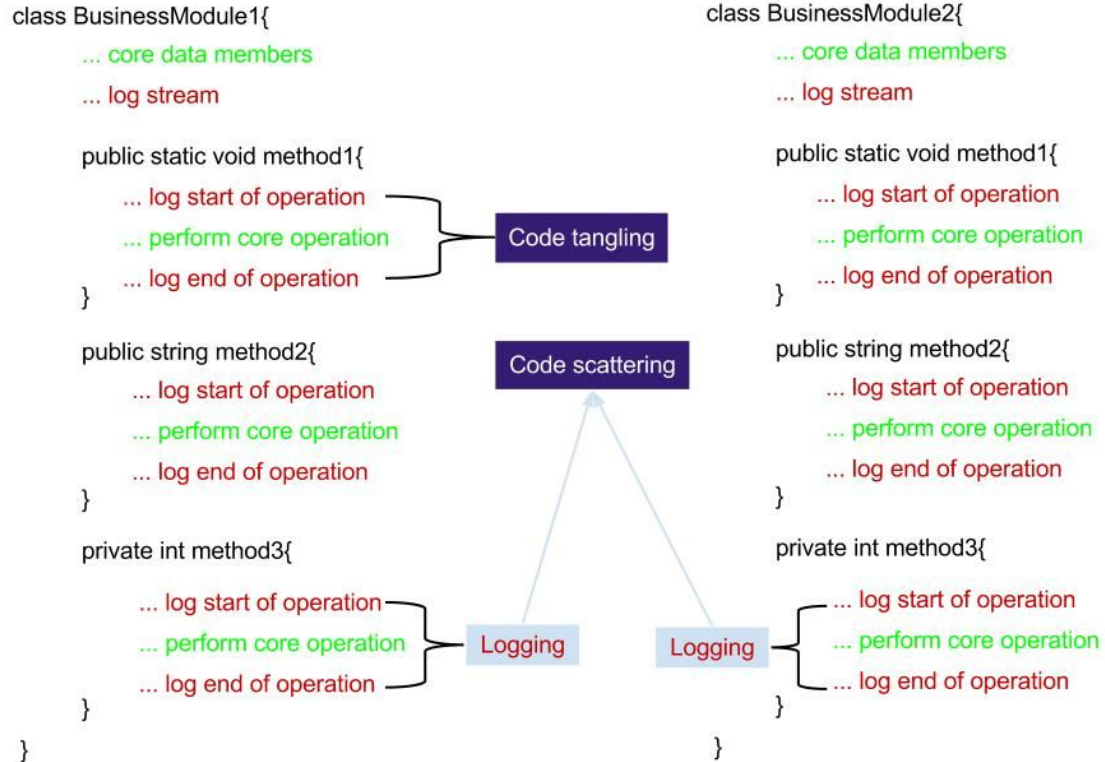 class BusinessModule1{
... core data members
... log stream
public static void method1{
... log start of operation
... perform core operation
... log end of operation
}
public string method2{
... log start of operation
... perform core operation
... log end of operation
}
private int method3{
... log start of operation
... perform core operation
... log end of operation
}
}
Code tangling
Code scattering
Logging
Logging
class BusinessModule2{
... core data members
... log stream
public static void method1{
... log start of operation
... perform core operation
... log end of operation
}
public string method2{
... log start of operation
... perform core operation
... log end of operation
}
private int method3{
... log start of operation
... perform core operation
... log end of operation
}
}